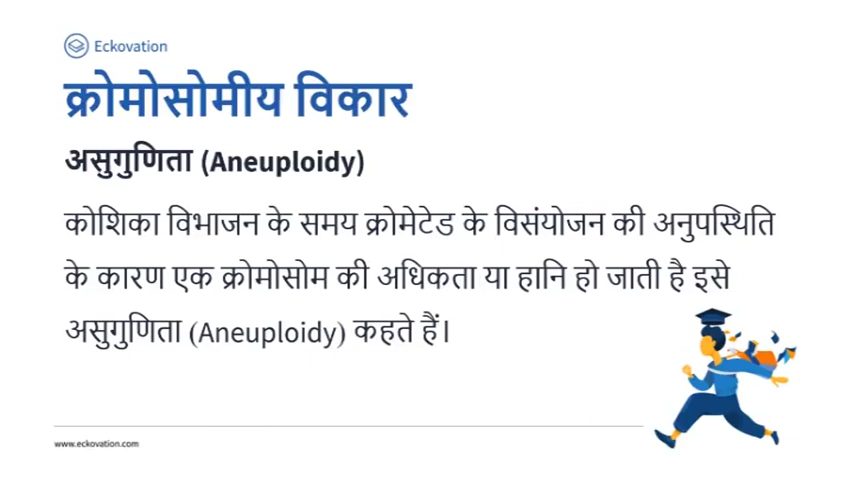 Eckovation
क्रोमोसोमीय विकार
असुगुणिता (Aneuploidy)
कोशिका विभाजन के समय क्रोमेटेड के विसंयोजन की अनुपस्थिति
के कारण एक क्रोमोसोम की अधिकता या हानि हो जाती है इसे
असुगुणिता (Aneuploidy) कहते हैं।
www.eckovation.com